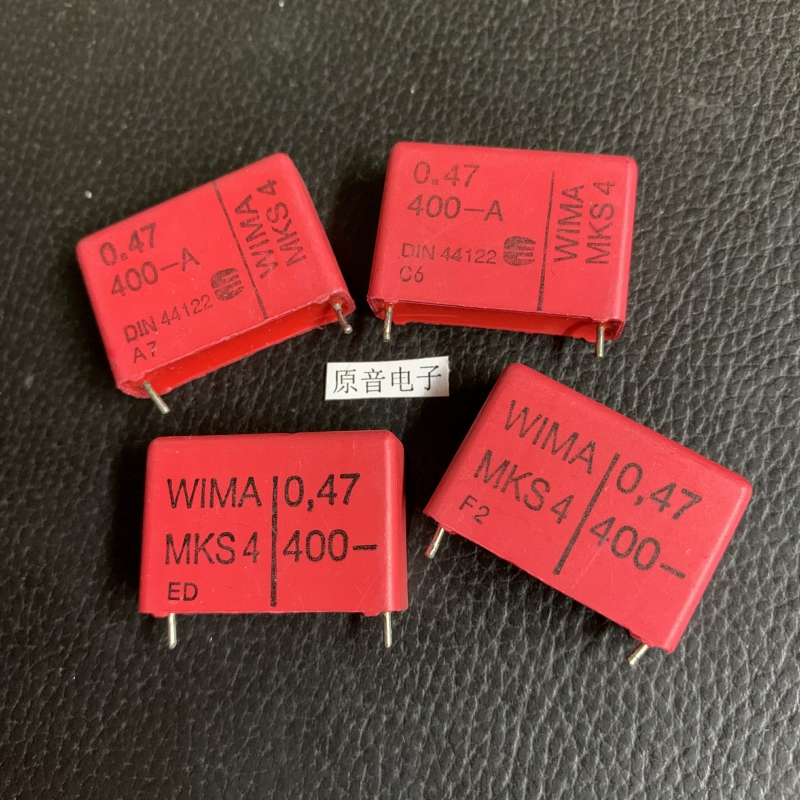 0.47
400-A
DIN 44122
A7
WIMA
MKS 4
0.47
400-A
DIN 44122
C6
WIMA
MKS 4
原音电子
WIMA 0,47
MKS 4 400-
ED
WIMA 0,47
MKS 4 400-
F2